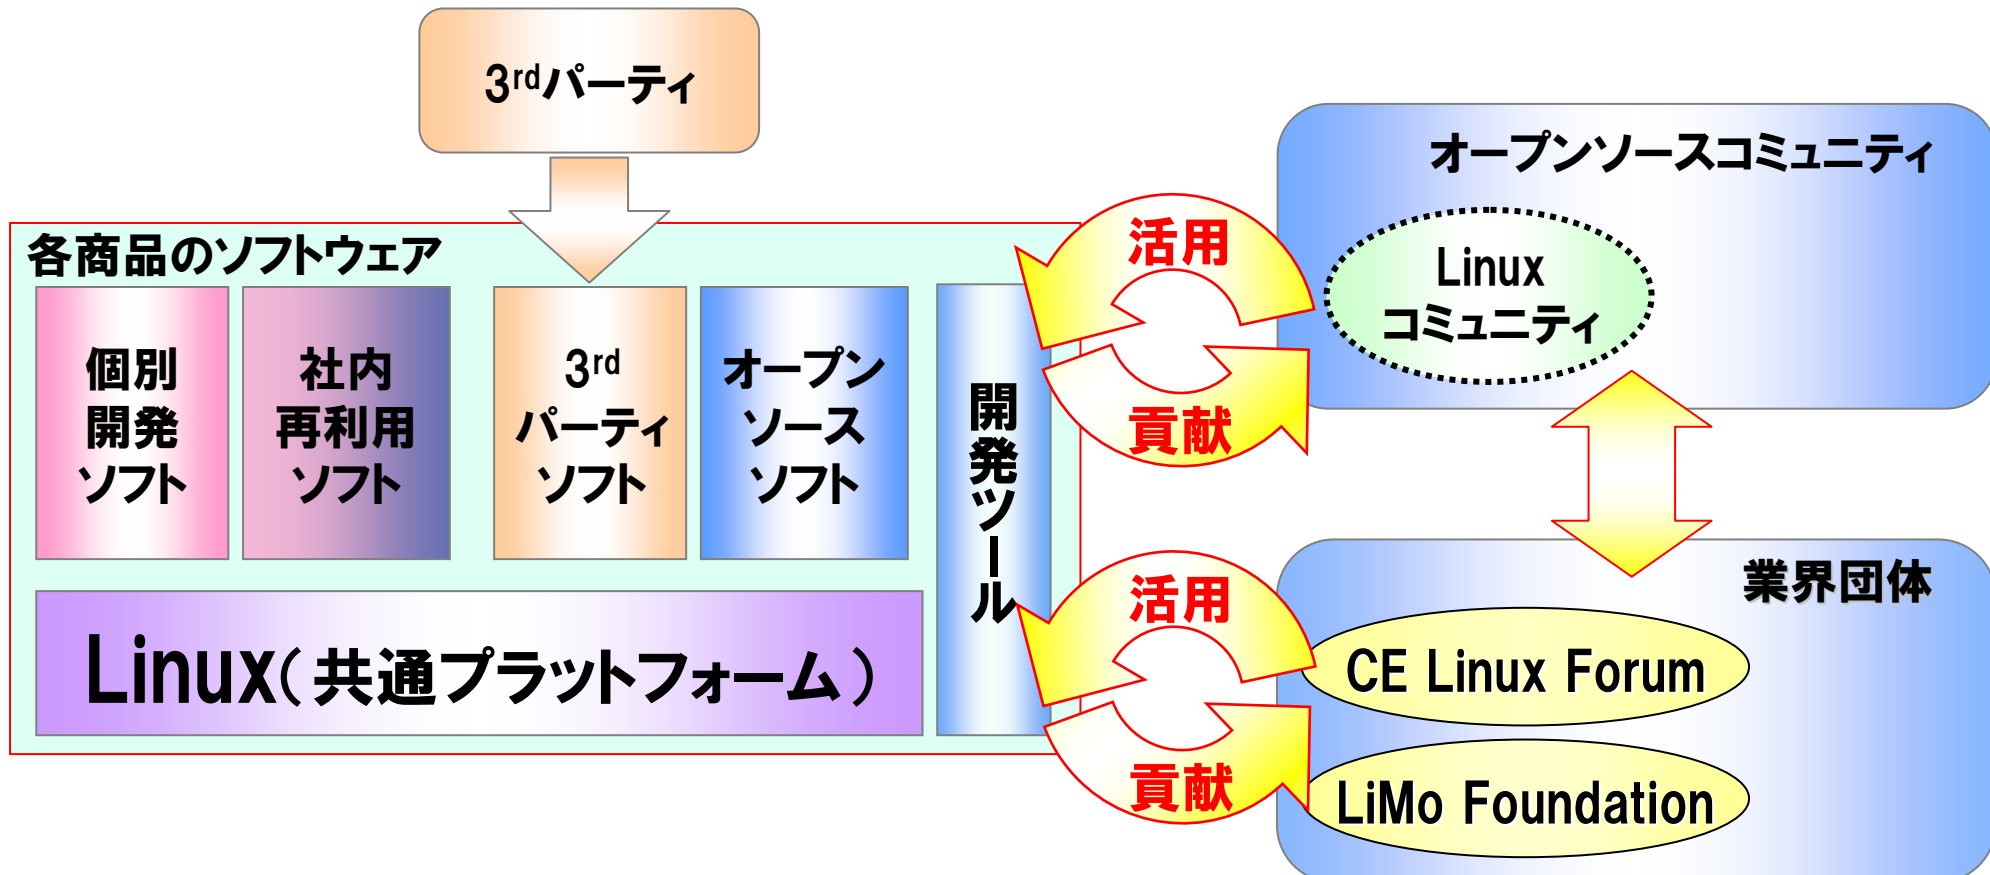 3rdパーティ
各商品のソフトウェア
個別
開発
ソフト
社内
再利用
ソフト
3rd
パーティ
ソフト
オープン
ソース
ソフト
開発ツール
Linux(共通プラットフォーム)
活用
貢献
活用
貢献
オープンソースコミュニティ
Linux
コミュニティ
業界団体
CE Linux Forum
LiMo Foundation